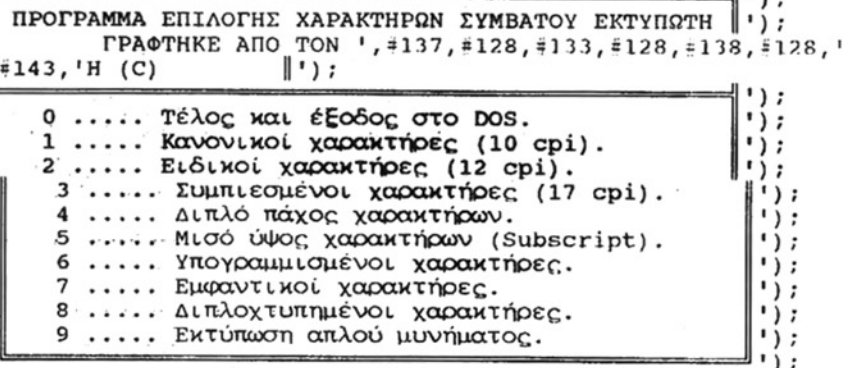 ');
ΠΡΟΓΡΑΜΜΑ ΕΠΙΛΟΓΗΣ ΧΑΡΑΚΤΗΡΩΝ ΣΥΜΒΑΤΟΥ ΕΚΤΥΠΩΤΗ ║');
ΓΡΑΦΤΗΚΕ ΑΠΟ ΤΟΝ ',#137,#128,#133,#128,#138,#128,'
#143,'Η (C) ║');
');
0 ..... Τέλος και έξοδος στο DOS. ');
1 ..... Κανονικοί χαρακτήρες (10 cpi). ');
2 ..... Ειδικοί χαρακτήρες (12 cpi). ');
3 ..... Συμπιεσμένοι χαρακτήρες (17 cpi). ');
4 ..... Διπλό πάχος χαρακτήρων. ');
5 ..... Μισό ύψος χαρακτήρων (Subscript). ');
6 ..... Υπογραμμισμένοι χαρακτήρες. ');
7 ..... Εμφαντικοί χαρακτήρες. ');
8 ..... Διπλοχτυπημένοι χαρακτήρες. ');
9 ..... Εκτύπωση απλού μυνήματος. ');
');